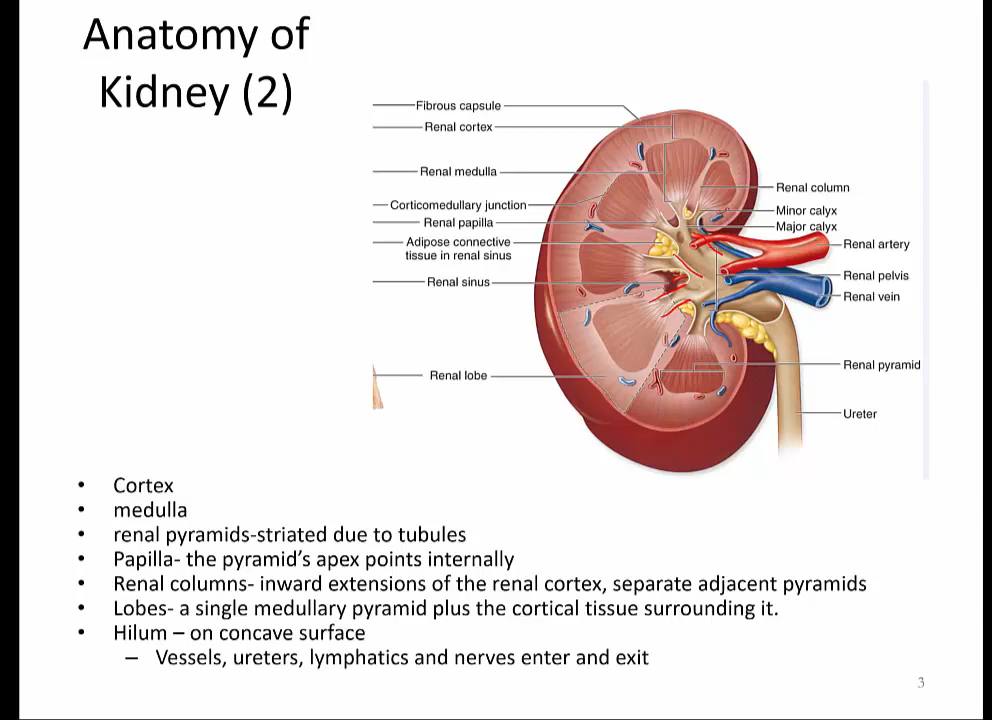 Anatomy of
Kidney (2)
Fibrous capsule
Renal cortex
Renal medulla
Corticomedullary junction
Renal papilla
Adipose connective
tissue in renal sinus
Renal sinus
Renal lobe
Renal column
Minor calyx
Major calyx
Renal artery
Renal pelvis
Renal vein
Renal pyramid
Ureter
• Cortex
• medulla
• renal pyramids-striated due to tubules
• Papilla- the pyramid’s apex points internally
• Renal columns- inward extensions of the renal cortex, separate adjacent pyramids
• Lobes- a single medullary pyramid plus the cortical tissue surrounding it.
• Hilum – on concave surface
– Vessels, ureters, lymphatics and nerves enter and exit
3